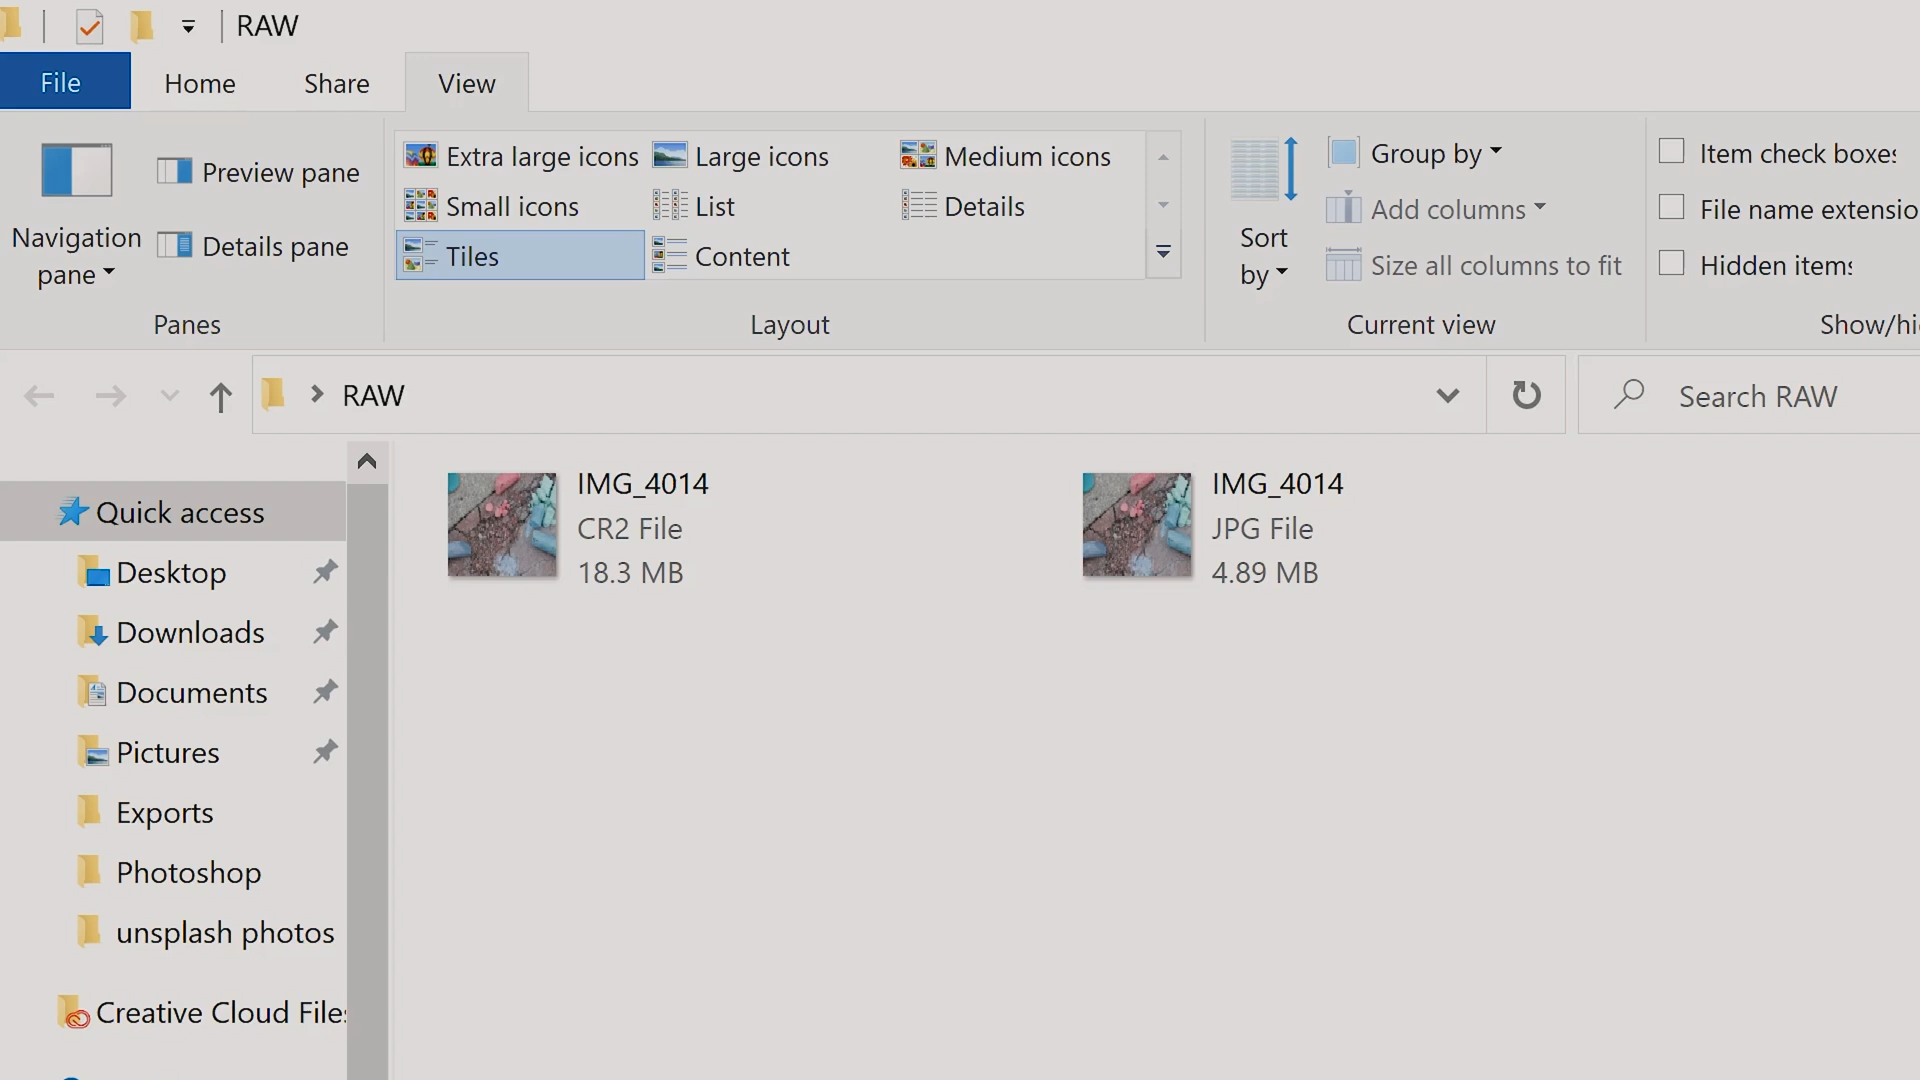 RAW
File Home Share View
Navigation pane
Preview pane
Details pane
Panes
Extra large icons Large icons Medium icons
Small icons List Details
Tiles Content
Layout
Sort by
Group by
Add columns
Size all columns to fit
Current view
Item check boxes
File name extensio
Hidden items
Show/hi
RAW
Search RAW
Quick access
Desktop
Downloads
Documents
Pictures
Exports
Photoshop
unsplash photos
Creative Cloud Files
IMG_4014
CR2 File
18.3 MB
IMG_4014
JPG File
4.89 MB